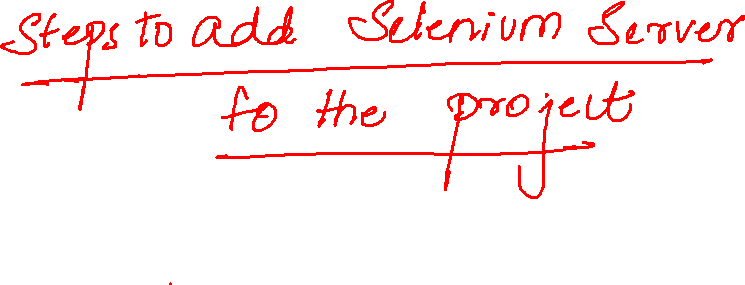 Steps to add Selenium Server
to the project